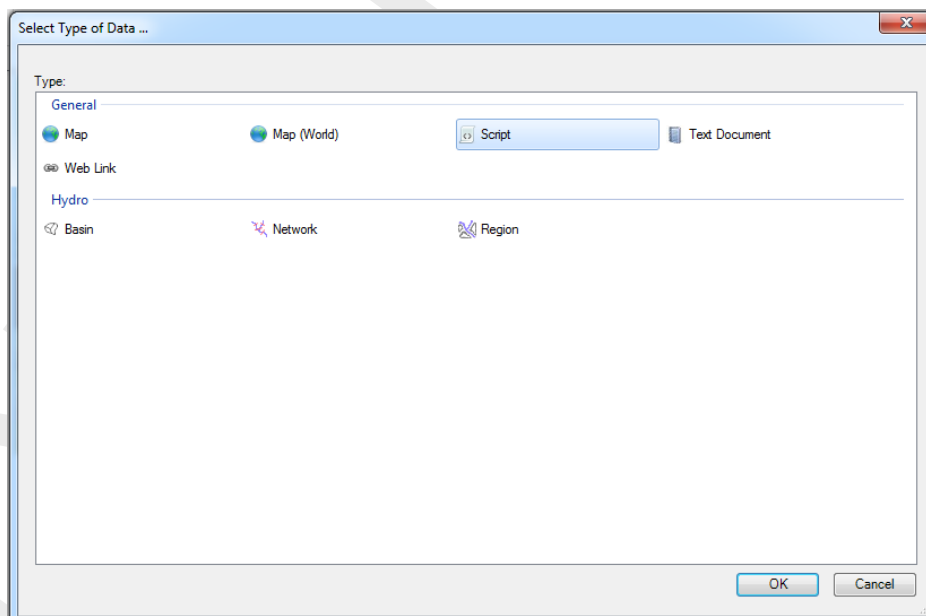 Select Type of Data ...
Type:
General
Map Map (World) Script Text Document
Web Link
Hydro
Basin Network Region
OK Cancel